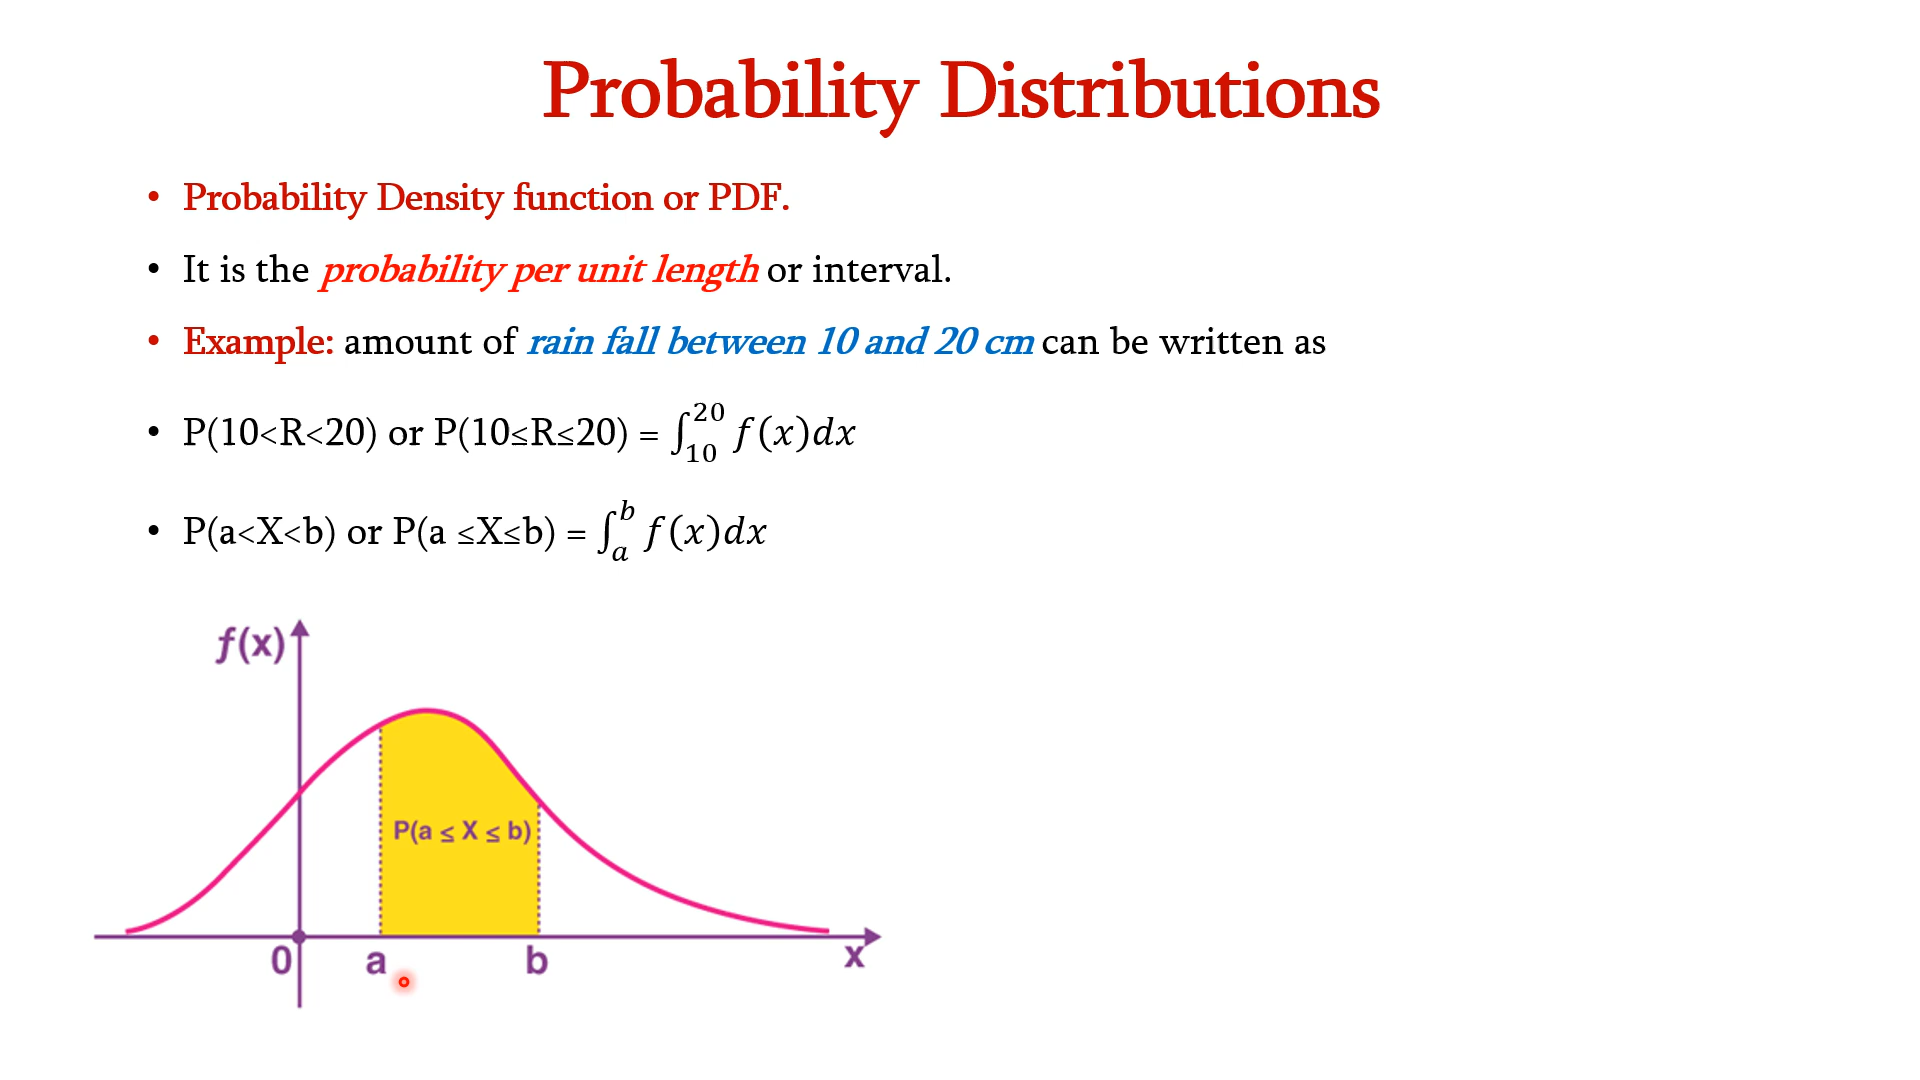 Probability Distributions
• Probability Density function or PDF.
• It is the probability per unit length or interval.
• Example: amount of rain fall between 10 and 20 cm can be written as
• P(10<R<20) or P(10≤R≤20) = ∫₁₀²⁰ f(x)dx
• P(a<X<b) or P(a ≤X≤b) = ∫ₐᵇ f(x)dx
f(x)
P(a ≤ X ≤ b)
0 a b x